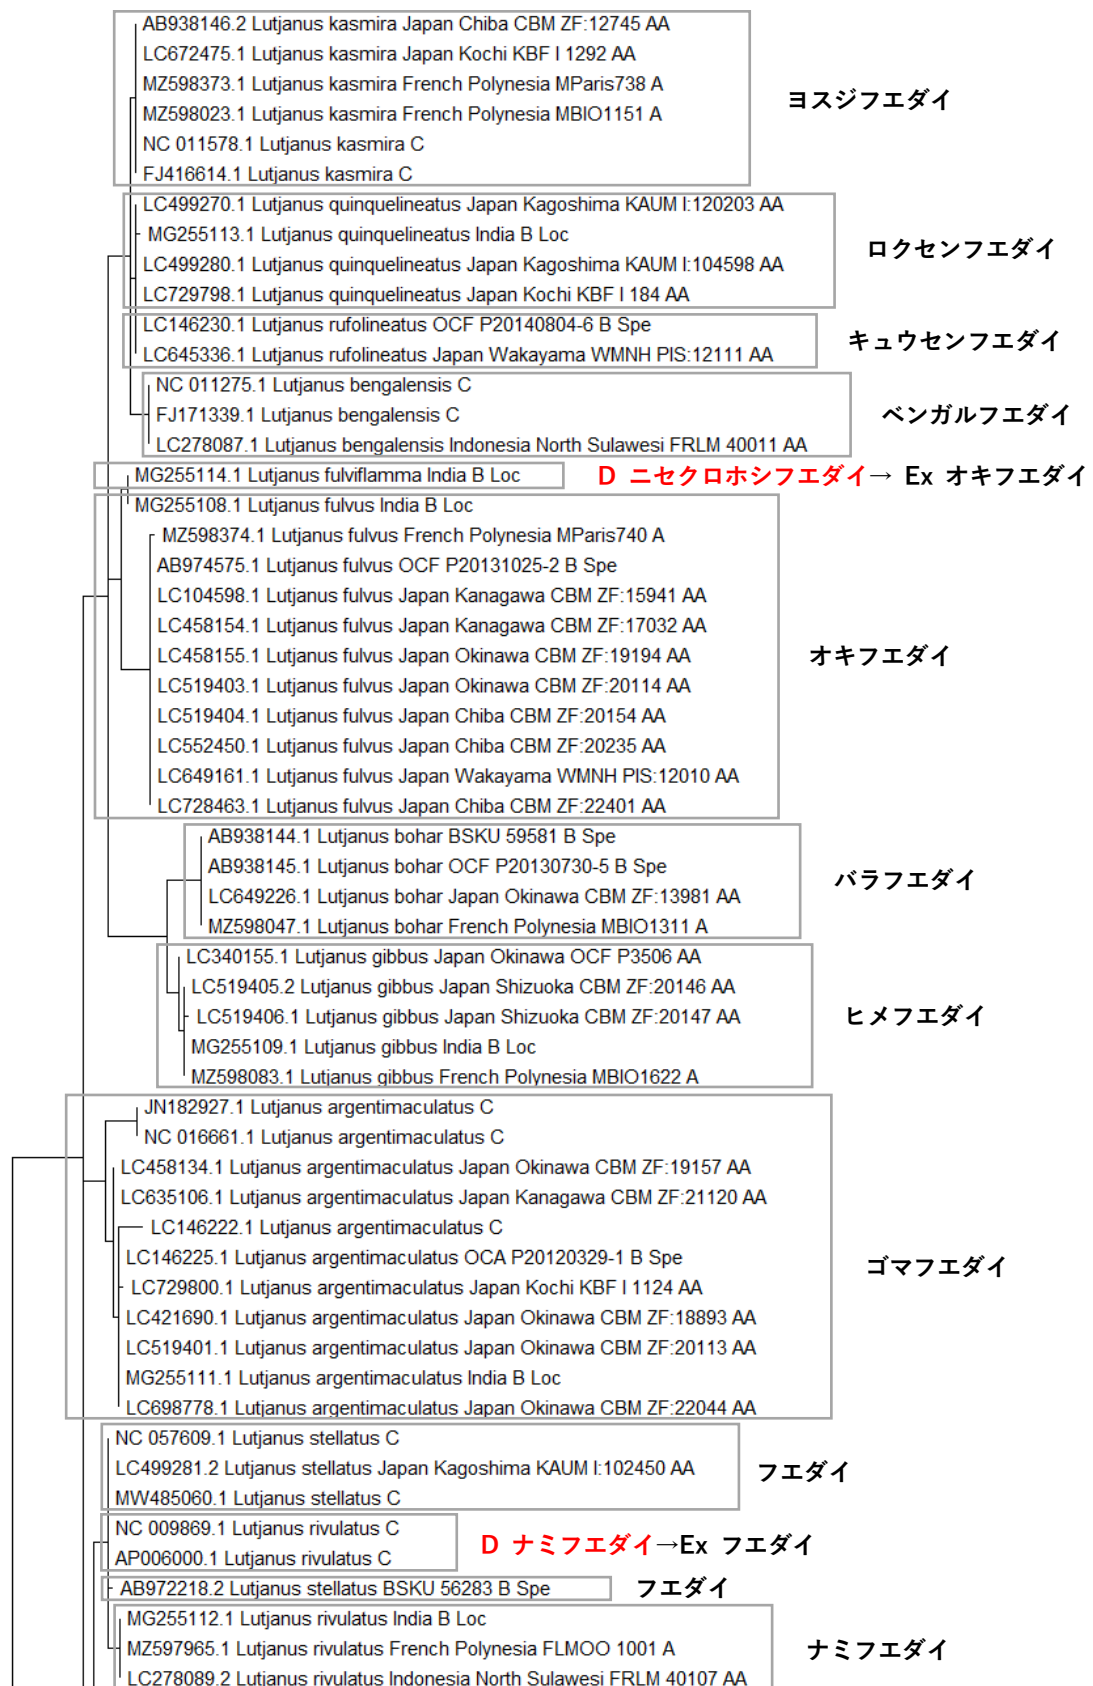 AB938146.2 Lutjanus kasmira Japan Chiba CBM ZF:12745 AA
LC672475.1 Lutjanus kasmira Japan Kochi KBF I 1292 AA
MZ598373.1 Lutjanus kasmira French Polynesia MParis738 A
MZ598023.1 Lutjanus kasmira French Polynesia MBIO1151 A
NC 011578.1 Lutjanus kasmira C
FJ416614.1 Lutjanus kasmira C
ヨスジフエダイ
LC499270.1 Lutjanus quinquelineatus Japan Kagoshima KAUM I:120203 AA
MG255113.1 Lutjanus quinquelineatus India B Loc
LC499280.1 Lutjanus quinquelineatus Japan Kagoshima KAUM I:104598 AA
LC729798.1 Lutjanus quinquelineatus Japan Kochi KBF I 184 AA
ロクセンフエダイ
LC146230.1 Lutjanus rufolineatus OCF P20140804-6 B Spe
LC645336.1 Lutjanus rufolineatus Japan Wakayama WMNH PIS:12111 AA
キュウセンフエダイ
NC 011275.1 Lutjanus bengalensis C
FJ171339.1 Lutjanus bengalensis C
LC278087.1 Lutjanus bengalensis Indonesia North Sulawesi FRLM 40011 AA
ベンガルフエダイ
MG255114.1 Lutjanus fulviflamma India B Loc
D ニセクロホシフエダイ→ Ex オキフエダイ
MG255108.1 Lutjanus fulvus India B Loc
MZ598374.1 Lutjanus fulvus French Polynesia MParis740 A
AB974575.1 Lutjanus fulvus OCF P20131025-2 B Spe
LC104598.1 Lutjanus fulvus Japan Kanagawa CBM ZF:15941 AA
LC458154.1 Lutjanus fulvus Japan Kanagawa CBM ZF:17032 AA
LC458155.1 Lutjanus fulvus Japan Okinawa CBM ZF:19194 AA
LC519403.1 Lutjanus fulvus Japan Okinawa CBM ZF:20114 AA
LC519404.1 Lutjanus fulvus Japan Chiba CBM ZF:20154 AA
LC552450.1 Lutjanus fulvus Japan Chiba CBM ZF:20235 AA
LC649161.1 Lutjanus fulvus Japan Wakayama WMNH PIS:12010 AA
LC728463.1 Lutjanus fulvus Japan Chiba CBM ZF:22401 AA
オキフエダイ
AB938144.1 Lutjanus bohar BSKU 59581 B Spe
AB938145.1 Lutjanus bohar OCF P20130730-5 B Spe
LC649226.1 Lutjanus bohar Japan Okinawa CBM ZF:13981 AA
MZ598047.1 Lutjanus bohar French Polynesia MBIO1311 A
バラフエダイ
LC340155.1 Lutjanus gibbus Japan Okinawa OCF P3506 AA
LC519405.2 Lutjanus gibbus Japan Shizuoka CBM ZF:20146 AA
LC519406.1 Lutjanus gibbus Japan Shizuoka CBM ZF:20147 AA
MG255109.1 Lutjanus gibbus India B Loc
MZ598083.1 Lutjanus gibbus French Polynesia MBIO1622 A
ヒメフエダイ
JN182927.1 Lutjanus argentimaculatus C
NC 016661.1 Lutjanus argentimaculatus C
LC458134.1 Lutjanus argentimaculatus Japan Okinawa CBM ZF:19157 AA
LC635106.1 Lutjanus argentimaculatus Japan Kanagawa CBM ZF:21120 AA
LC146222.1 Lutjanus argentimaculatus C
LC146225.1 Lutjanus argentimaculatus OCA P20120329-1 B Spe
LC729800.1 Lutjanus argentimaculatus Japan Kochi KBF I 1124 AA
LC421690.1 Lutjanus argentimaculatus Japan Okinawa CBM ZF:18893 AA
LC519401.1 Lutjanus argentimaculatus Japan Okinawa CBM ZF:20113 AA
MG255111.1 Lutjanus argentimaculatus India B Loc
LC698778.1 Lutjanus argentimaculatus Japan Okinawa CBM ZF:22044 AA
ゴマフエダイ
NC 057609.1 Lutjanus stellatus C
LC499281.2 Lutjanus stellatus Japan Kagoshima KAUM I:102450 AA
MW485060.1 Lutjanus stellatus C
フエダイ
NC 009869.1 Lutjanus rivulatus C
AP006000.1 Lutjanus rivulatus C
D ナミフエダイ→Ex フエダイ
AB972218.2 Lutjanus stellatus BSKU 56283 B Spe
フエダイ
MG255112.1 Lutjanus rivulatus India B Loc
MZ597965.1 Lutjanus rivulatus French Polynesia FLMOO 1001 A
LC278089.2 Lutjanus rivulatus Indonesia North Sulawesi FRLM 40107 AA
ナミフエダイ